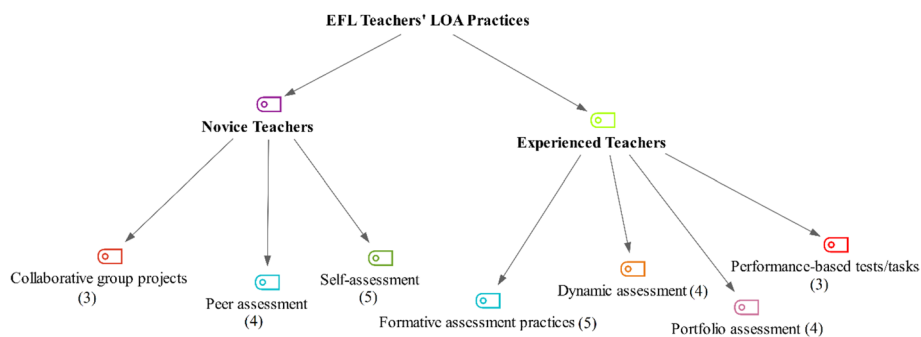 EFL Teachers' LOA Practices
Novice Teachers
Experienced Teachers
Collaborative group projects
(3)
Peer assessment
(4)
Self-assessment
(5)
Formative assessment practices (5)
Dynamic assessment (4)
Portfolio assessment (4)
Performance-based tests/tasks
(3)